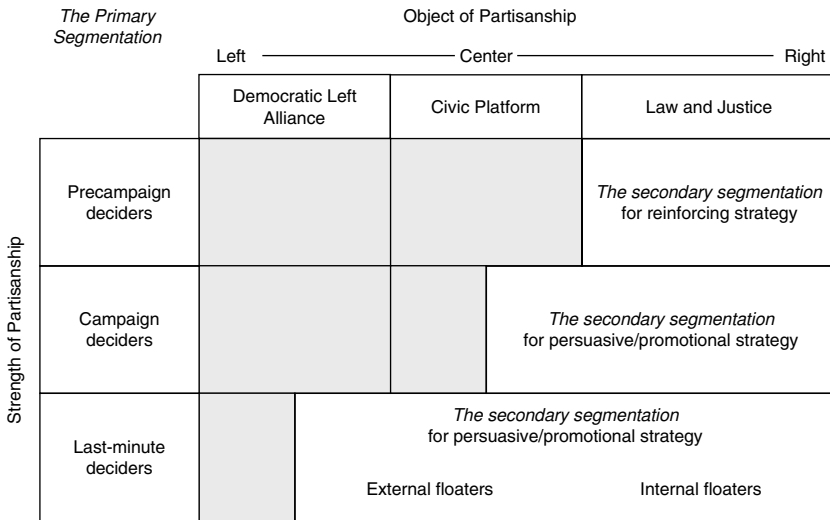 The Primary
Segmentation
Object of Partisanship
Left Center Right
Democratic Left
Alliance
Civic Platform
Law and Justice
Strength of Partisanship
Precampaign
deciders
The secondary segmentation
for reinforcing strategy
Campaign
deciders
The secondary segmentation
for persuasive/promotional strategy
Last-minute
deciders
The secondary segmentation
for persuasive/promotional strategy
External floaters
Internal floaters